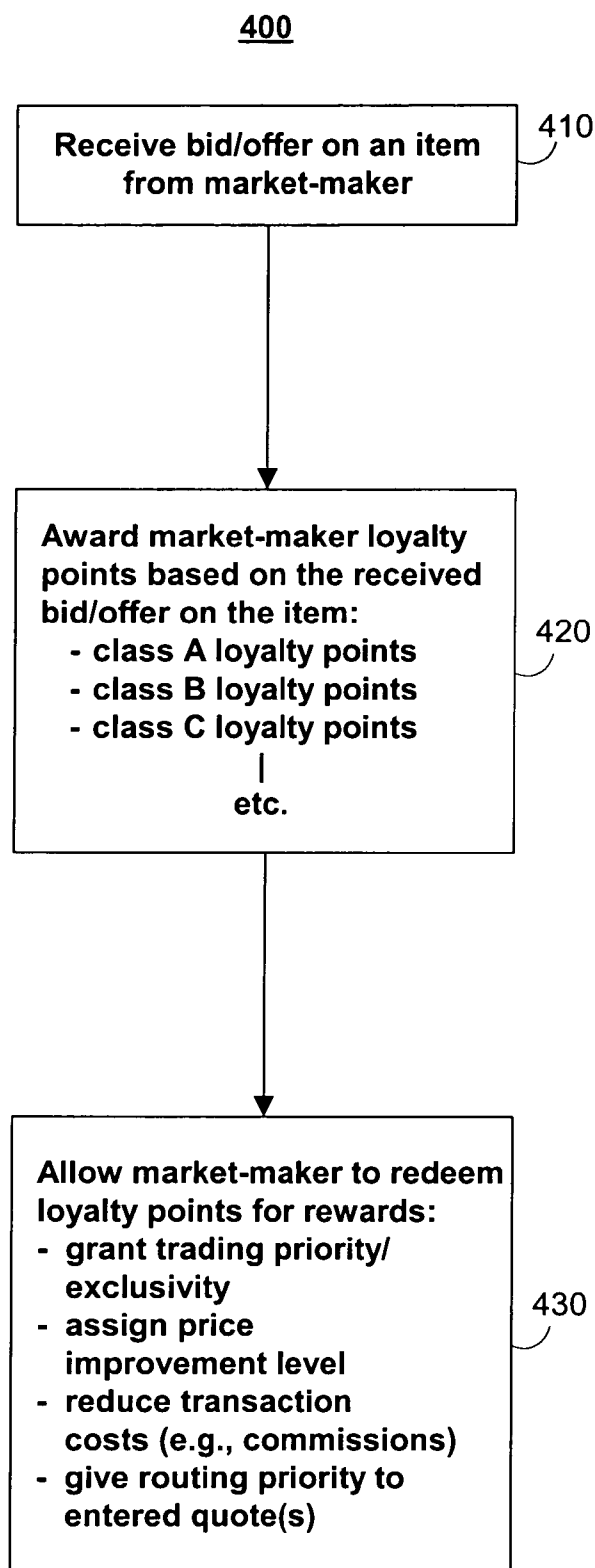 400
Receive bid/offer on an item
from market-maker
410
Award market-maker loyalty
points based on the received
bid/offer on the item:
- class A loyalty points
- class B loyalty points
- class C loyalty points
|
etc.
420
Allow market-maker to redeem
loyalty points for rewards:
- grant trading priority/
exclusivity
- assign price
improvement level
- reduce transaction
costs (e.g., commissions)
- give routing priority to
entered quote(s)
430